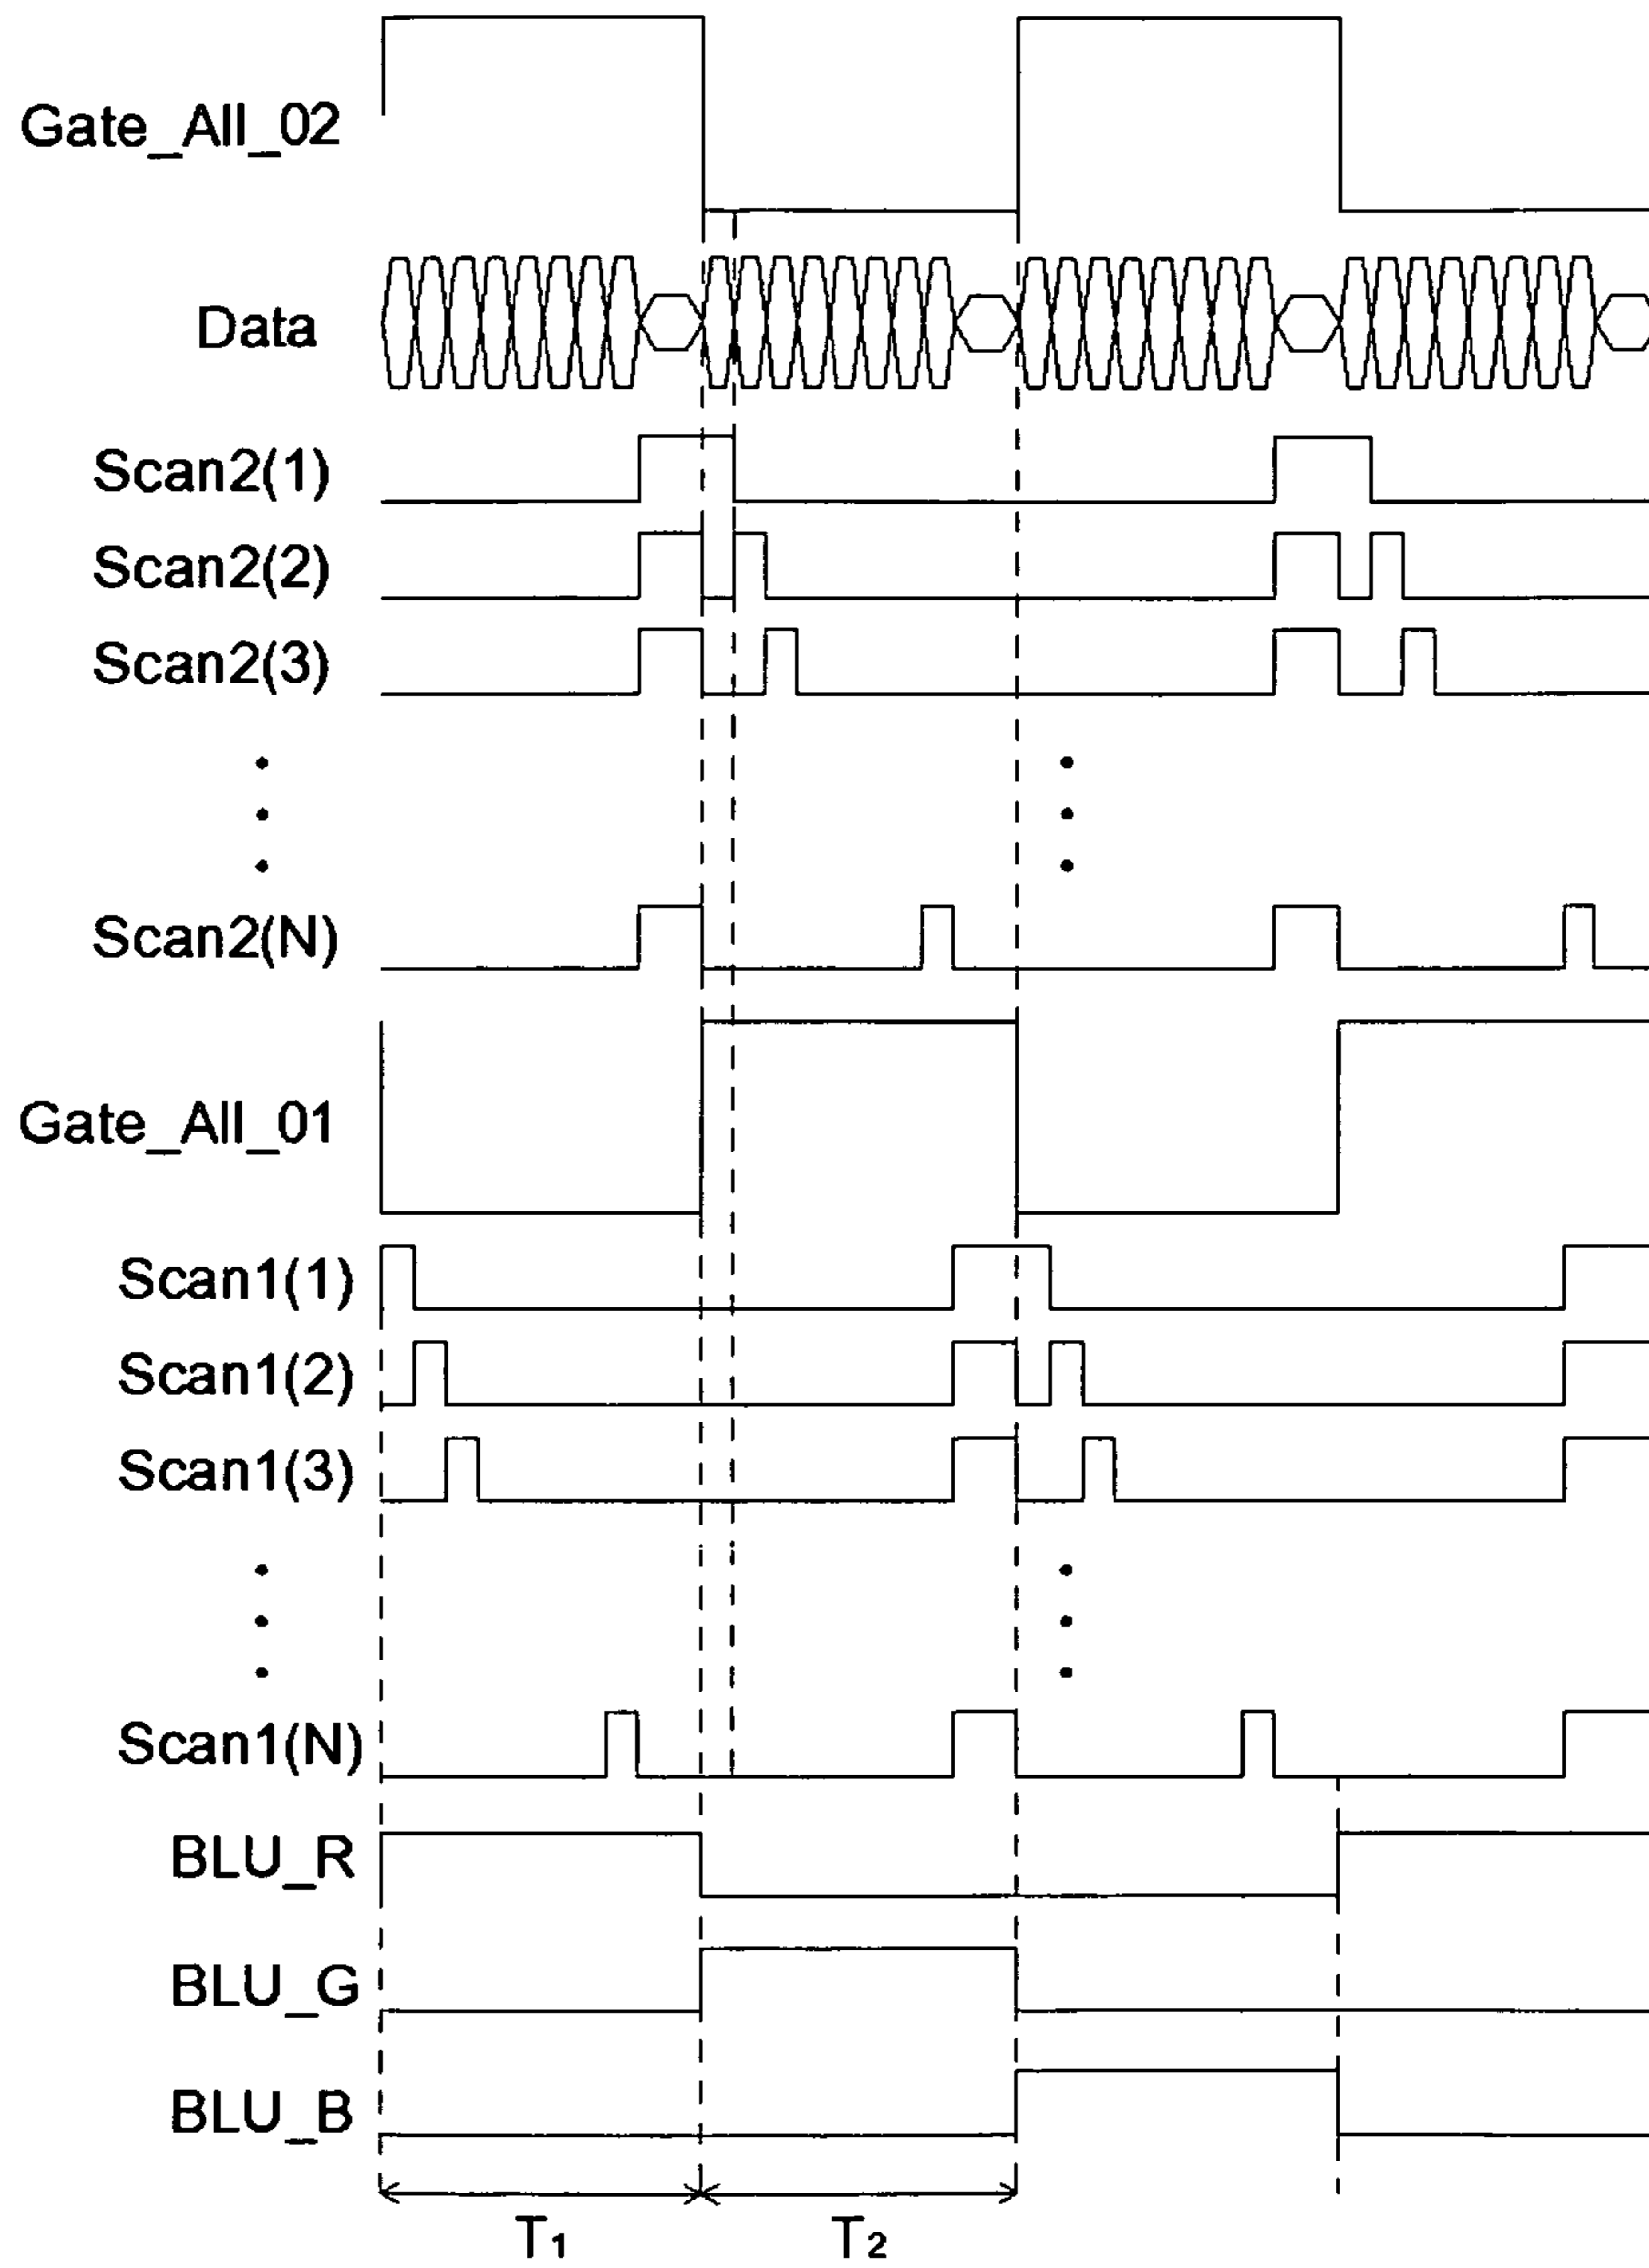 Gate_All_02
Data
Scan2(1)
Scan2(2)
Scan2(3)
Scan2(N)
Gate_All_01
Scan1(1)
Scan1(2)
Scan1(3)
Scan1(N)
BLU_R
BLU_G
BLU_B
T1 T2